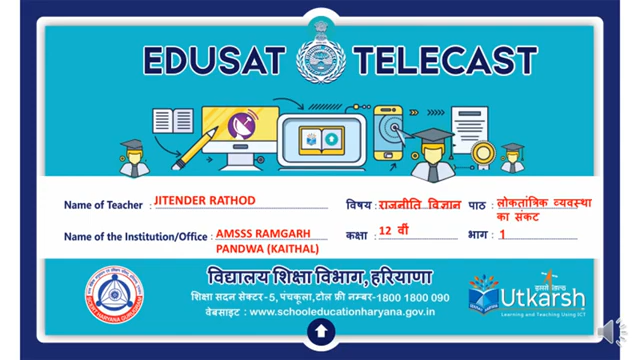 EDUSAT TELECAST
Name of Teacher : JITENDER RATHOD
विषय : राजनीति विज्ञान पाठ : लोकतांत्रिक व्यवस्था
का संकट
Name of the Institution/Office : AMSSS RAMGARH
PANDWA (KAITHAL)
कक्षा : 12 वीं भाग : 1
विद्यालय शिक्षा विभाग, हरियाणा
शिक्षा सदन सेक्टर-5, पंचकूला, टोल फ्री नम्बर-1800 1800 090
वेबसाइट : www.schooleducationharyana.gov.in
Utkarsh
Learning and Teaching Using ICT